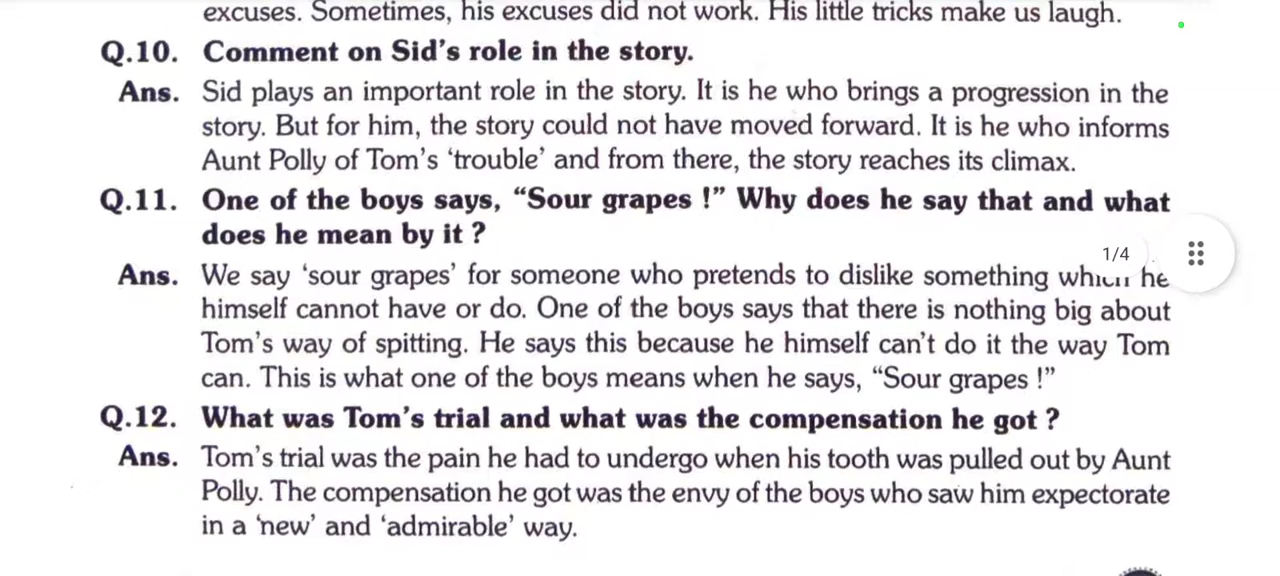 excuses. Sometimes, his excuses did not work. His little tricks make us laugh.
Q.10. Comment on Sid's role in the story.
Ans. Sid plays an important role in the story. It is he who brings a progression in the
story. But for him, the story could not have moved forward. It is he who informs
Aunt Polly of Tom's ‘trouble’ and from there, the story reaches its climax.
Q.11. One of the boys says, “Sour grapes !” Why does he say that and what
does he mean by it ?
1/4
Ans. We say ‘sour grapes’ for someone who pretends to dislike something which he
himself cannot have or do. One of the boys says that there is nothing big about
Tom's way of spitting. He says this because he himself can't do it the way Tom
can. This is what one of the boys means when he says, “Sour grapes !”
Q.12. What was Tom's trial and what was the compensation he got ?
Ans. Tom's trial was the pain he had to undergo when his tooth was pulled out by Aunt
Polly. The compensation he got was the envy of the boys who saw him expectorate
in a ‘new’ and ‘admirable’ way.